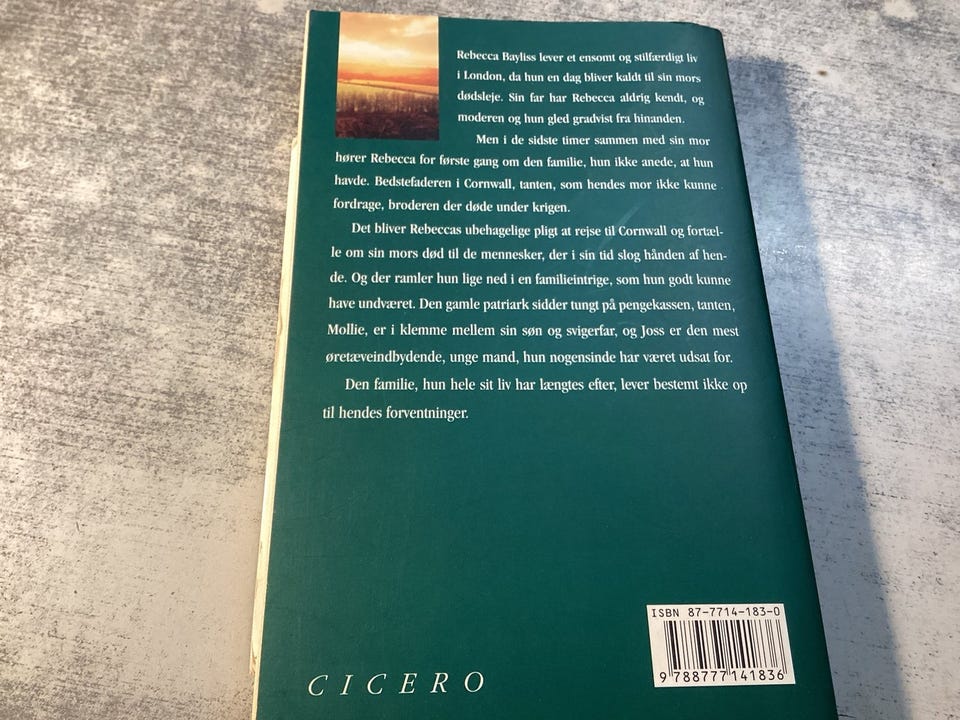 Rebecca Bayliss lever et ensomt og stilfærdigt liv
i London, da hun en dag bliver kaldt til sin mors
dødsleje. Sin far har Rebecca aldrig kendt, og
moderen og hun gled gradvist fra hinanden.
Men i de sidste timer sammen med sin mor
hører Rebecca for første gang om den familie, hun ikke anede, at hun
havde. Bedstefaderen i Cornwall, tanten, som hendes mor ikke kunne
fordrage, broderen der døde under krigen.
Det bliver Rebeccas ubehagelige pligt at rejse til Cornwall og fortæl-
le om sin mors død til de mennesker, der i sin tid slog hånden af hen-
de. Og der ramler hun lige ned i en familieintrige, som hun godt kunne
have undværet. Den gamle patriark sidder tungt på pengekassen, tanten,
Mollie, er i klemme mellem sin søn og svigerfar, og Joss er den mest
øretæveindbydende, unge mand, hun nogensinde har været udsat for.
Den familie, hun hele sit liv har længtes efter, lever bestemt ikke op
til hendes forventninger.
ISBN 87-7714-183-0
9 788777 141836
CICERO